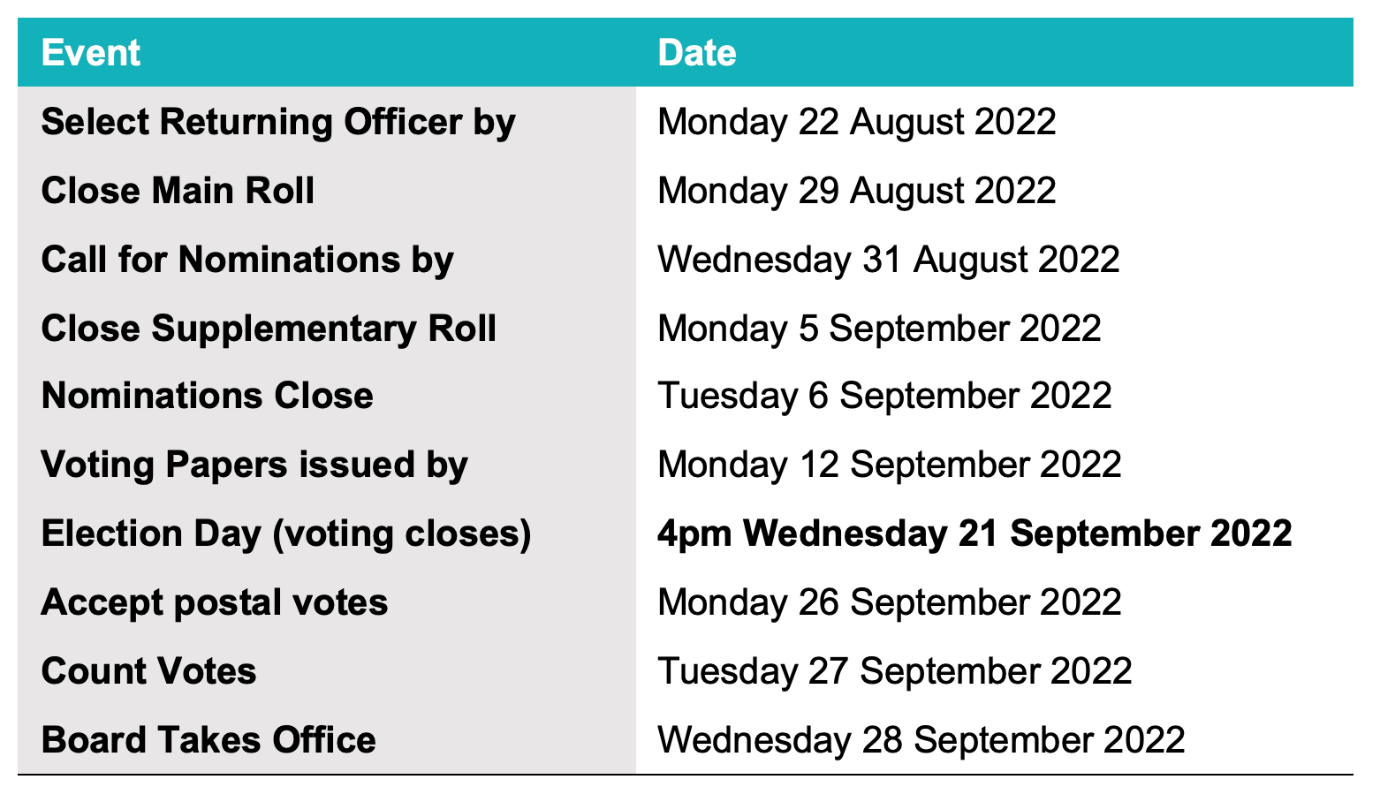 Event Date
Select Returning Officer by Monday 22 August 2022
Close Main Roll Monday 29 August 2022
Call for Nominations by Wednesday 31 August 2022
Close Supplementary Roll Monday 5 September 2022
Nominations Close Tuesday 6 September 2022
Voting Papers issued by Monday 12 September 2022
Election Day (voting closes) 4pm Wednesday 21 September 2022
Accept postal votes Monday 26 September 2022
Count Votes Tuesday 27 September 2022
Board Takes Office Wednesday 28 September 2022